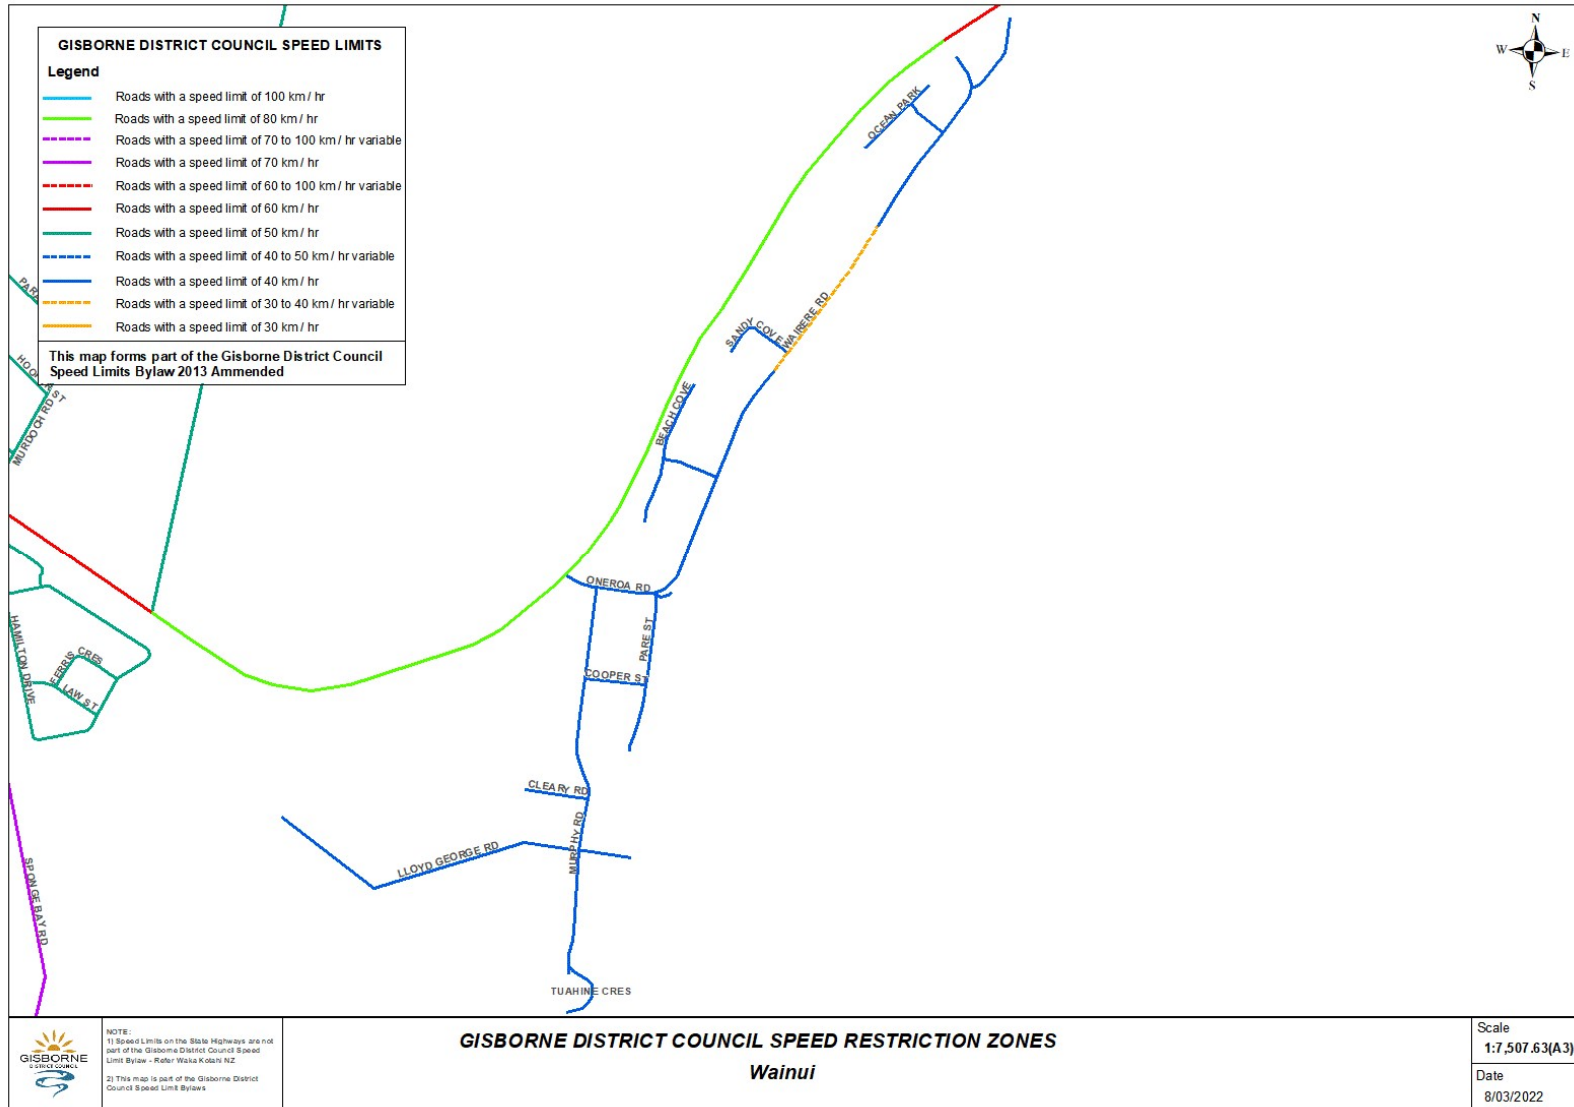 GISBORNE DISTRICT COUNCIL SPEED LIMITS
Legend
Roads with a speed limit of 100 km / hr
Roads with a speed limit of 80 km / hr
Roads with a speed limit of 70 to 100 km / hr variable
Roads with a speed limit of 70 km / hr
Roads with a speed limit of 60 to 100 km / hr variable
Roads with a speed limit of 60 km / hr
Roads with a speed limit of 50 km / hr
Roads with a speed limit of 40 to 50 km / hr variable
Roads with a speed limit of 40 km / hr
Roads with a speed limit of 30 to 40 km / hr variable
Roads with a speed limit of 30 km / hr
This map forms part of the Gisborne District Council
Speed Limits Bylaw 2013 Ammended
N
W
E
S
OCEAN PARK
WAIRERE RD
SANDY COVE
BEACH COVE
MURDOCH RD
ONEROA RD
PARE ST
COOPER ST
HAMILTON DRIVE
FERRIS CRES
LAW ST
CLEARY RD
MURPHY RD
LLOYD GEORGE RD
SPONGE BAY RD
TUAHINE CRES
GISBORNE
DISTRICT COUNCIL
NOTE:
1) Speed Limits on the State Highways are not
part of the Gisborne District Council Speed
Limit Bylaw - Refer Waka Kotahi NZ
2) This map is part of the Gisborne District
Council Speed Limit Bylaws
GISBORNE DISTRICT COUNCIL SPEED RESTRICTION ZONES
Wainui
Scale
1:7,507.63(A3)
Date
8/03/2022